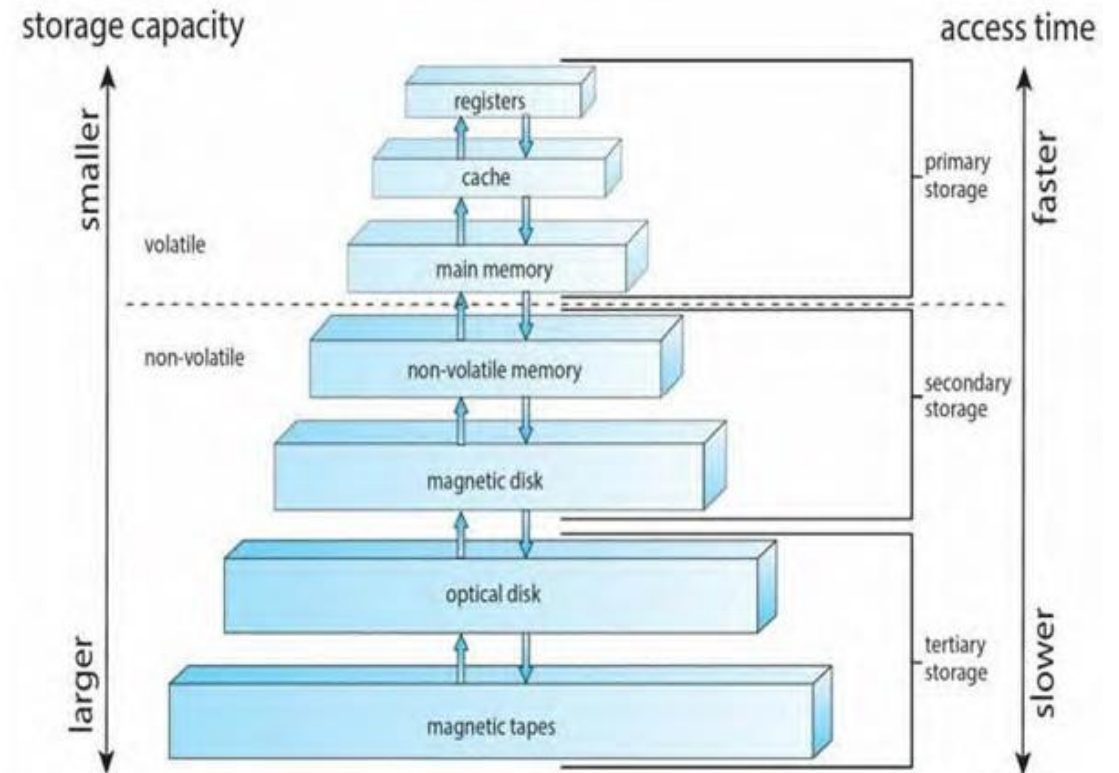 storage capacity
access time
smaller
larger
volatile
non-volatile
registers
cache
main memory
non-volatile memory
magnetic disk
optical disk
magnetic tapes
primary
storage
secondary
storage
tertiary
storage
faster
slower